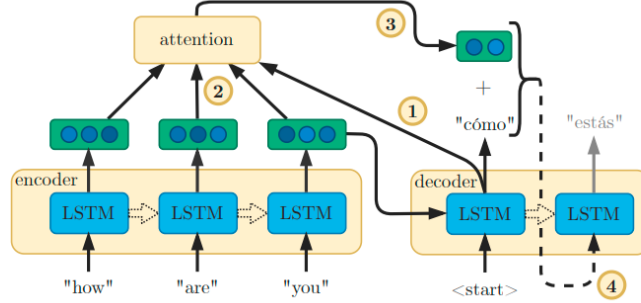 attention
3
2
1
+
"cómo"
"estás"
encoder
decoder
LSTM
LSTM
LSTM
LSTM
LSTM
4
"how"
"are"
"you"
<start>